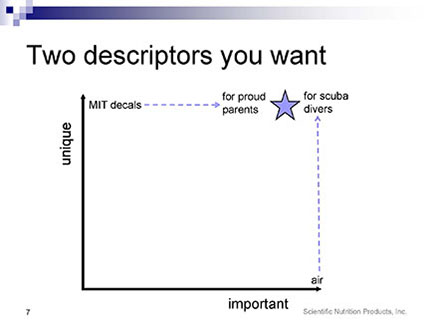 Two descriptors you want
MIT decals
for proud
parents
for scuba
divers
unique
air
important
7
Scientific Nutrition Products, Inc.